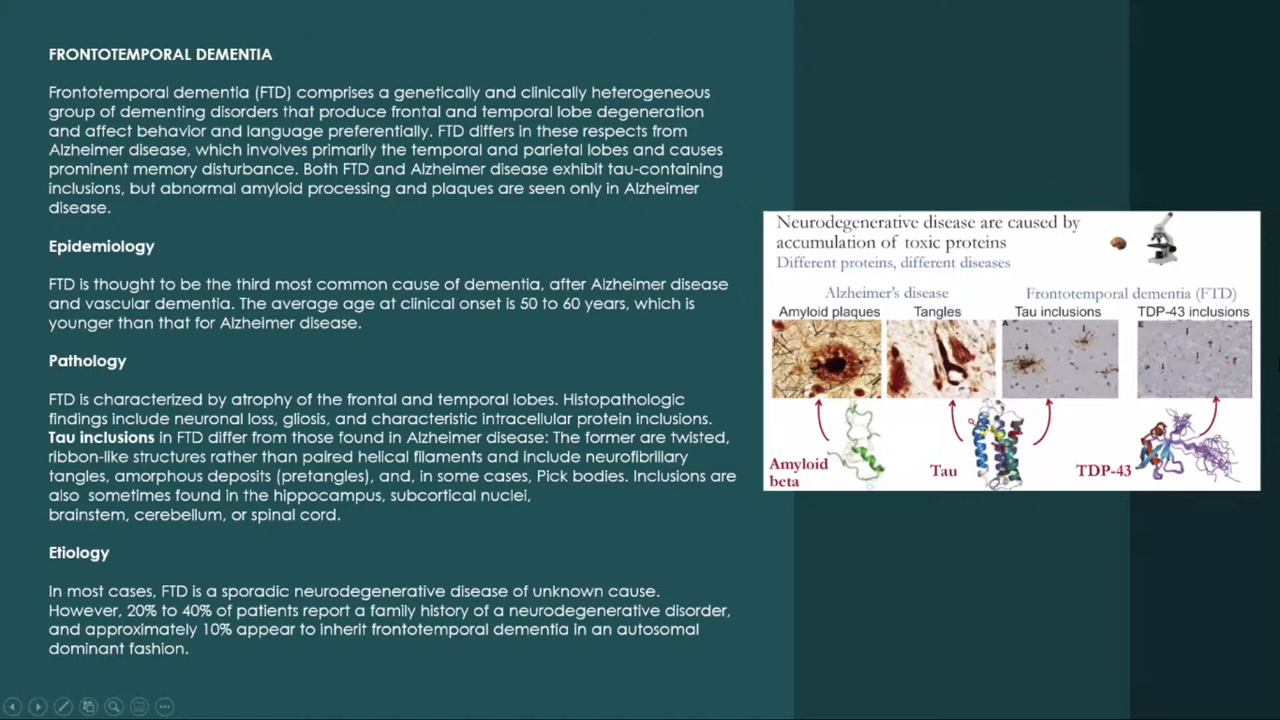 FRONTOTEMPORAL DEMENTIA
Frontotemporal dementia (FTD) comprises a genetically and clinically heterogeneous
group of dementing disorders that produce frontal and temporal lobe degeneration
and affect behavior and language preferentially. FTD differs in these respects from
Alzheimer disease, which involves primarily the temporal and parietal lobes and causes
prominent memory disturbance. Both FTD and Alzheimer disease exhibit tau-containing
inclusions, but abnormal amyloid processing and plaques are seen only in Alzheimer
disease.
Epidemiology
FTD is thought to be the third most common cause of dementia, after Alzheimer disease
and vascular dementia. The average age at clinical onset is 50 to 60 years, which is
younger than that for Alzheimer disease.
Pathology
FTD is characterized by atrophy of the frontal and temporal lobes. Histopathologic
findings include neuronal loss, gliosis, and characteristic intracellular protein inclusions.
Tau inclusions in FTD differ from those found in Alzheimer disease: The former are twisted,
ribbon-like structures rather than paired helical filaments and include neurofibrillary
tangles, amorphous deposits (pretangles), and, in some cases, Pick bodies. Inclusions are
also sometimes found in the hippocampus, subcortical nuclei,
brainstem, cerebellum, or spinal cord.
Etiology
In most cases, FTD is a sporadic neurodegenerative disease of unknown cause.
However, 20% to 40% of patients report a family history of a neurodegenerative disorder,
and approximately 10% appear to inherit frontotemporal dementia in an autosomal
dominant fashion.
Neurodegenerative disease are caused by
accumulation of toxic proteins
Different proteins, different diseases
Alzheimer's disease
Frontotemporal dementia (FTD)
Amyloid plaques
Tangles
Tau inclusions
TDP-43 inclusions
A
E
Amyloid
beta
Tau
TDP-43